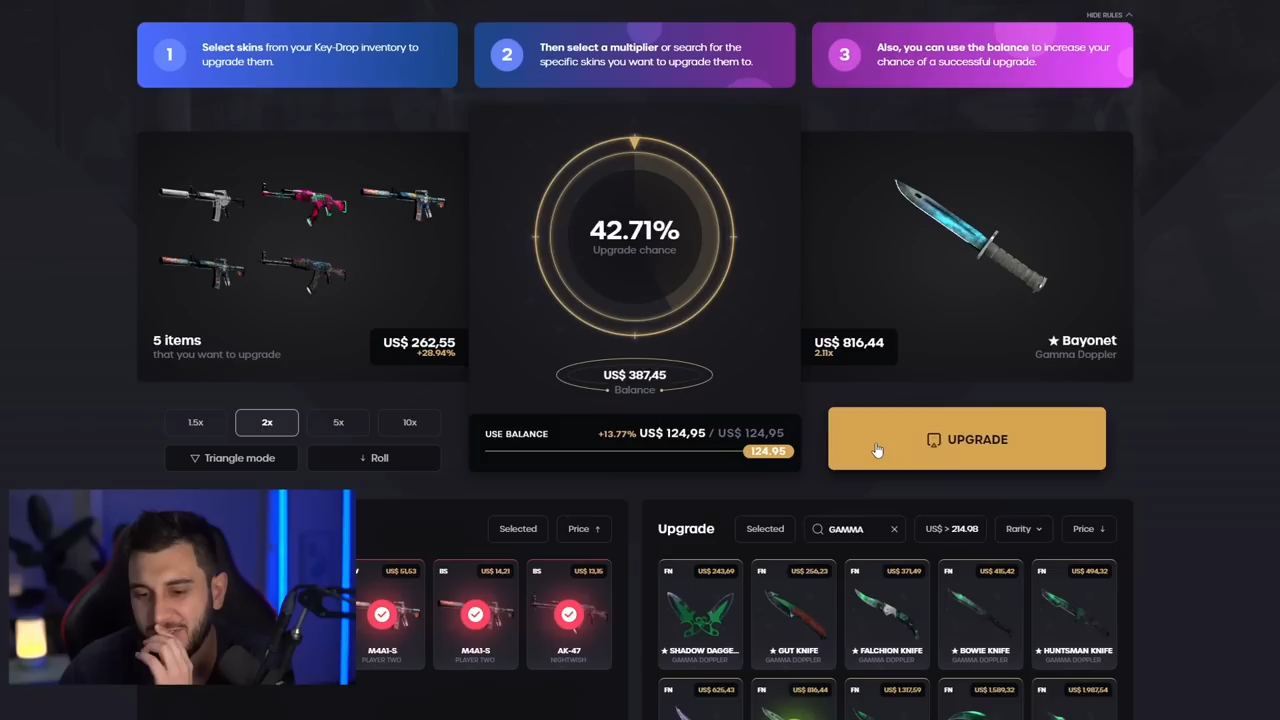 HIDE RULES
1
Select skins from your Key-Drop inventory to
upgrade them.
2
Then select a multiplier or search for the
specific skins you want to upgrade them to.
3
Also, you can use the balance to increase your
chance of a successful upgrade.
5 items
that you want to upgrade
US$ 262,55
+28.94%
42.71%
Upgrade chance
US$ 387,45
Balance
US$ 816,44
2.11x
★ Bayonet
Gamma Doppler
1.5x
2x
5x
10x
Triangle mode
Roll
USE BALANCE
+13.77% US$ 124,95 / US$ 124,95
124.95
UPGRADE
Selected
Price
Upgrade
Selected
GAMMA
US$ > 214.98
Rarity
Price
US$ 51,53
M4A1-S
PLAYER TWO
BS
US$ 14,21
M4A1-S
PLAYER TWO
BS
US$ 13,15
AK-47
NIGHTWISH
FN
US$ 243,69
★ SHADOW DAGGE...
GAMMA DOPPLER
FN
US$ 256,23
★ GUT KNIFE
GAMMA DOPPLER
FN
US$ 371,49
★ FALCHION KNIFE
GAMMA DOPPLER
FN
US$ 415,42
★ BOWIE KNIFE
GAMMA DOPPLER
FN
US$ 494,32
★ HUNTSMAN KNIFE
GAMMA DOPPLER
FN
US$ 625,43
FN
US$ 816,44
FN
US$ 1.317,59
FN
US$ 1.589,32
FN
US$ 1.987,54